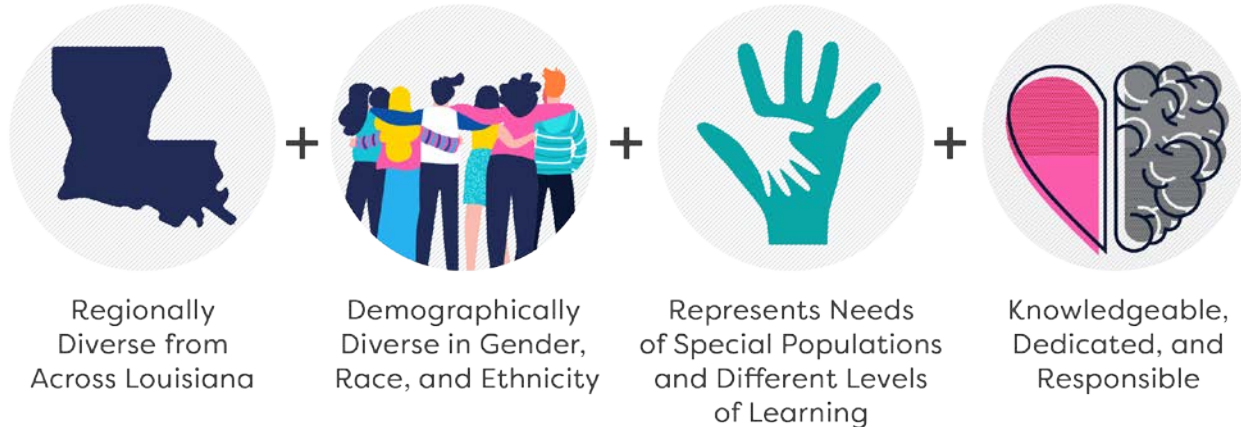 + + +
Regionally
Diverse from
Across Louisiana
Demographically
Diverse in Gender,
Race, and Ethnicity
Represents Needs
of Special Populations
and Different Levels
of Learning
Knowledgeable,
Dedicated, and
Responsible